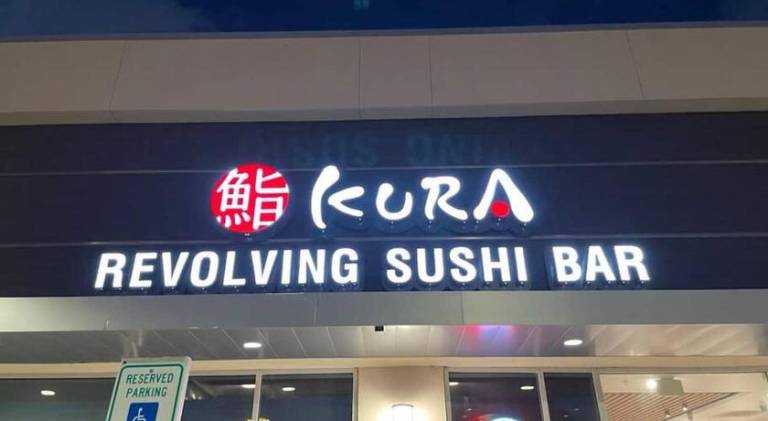 鮨 KURA
REVOLVING SUSHI BAR
RESERVED
PARKING